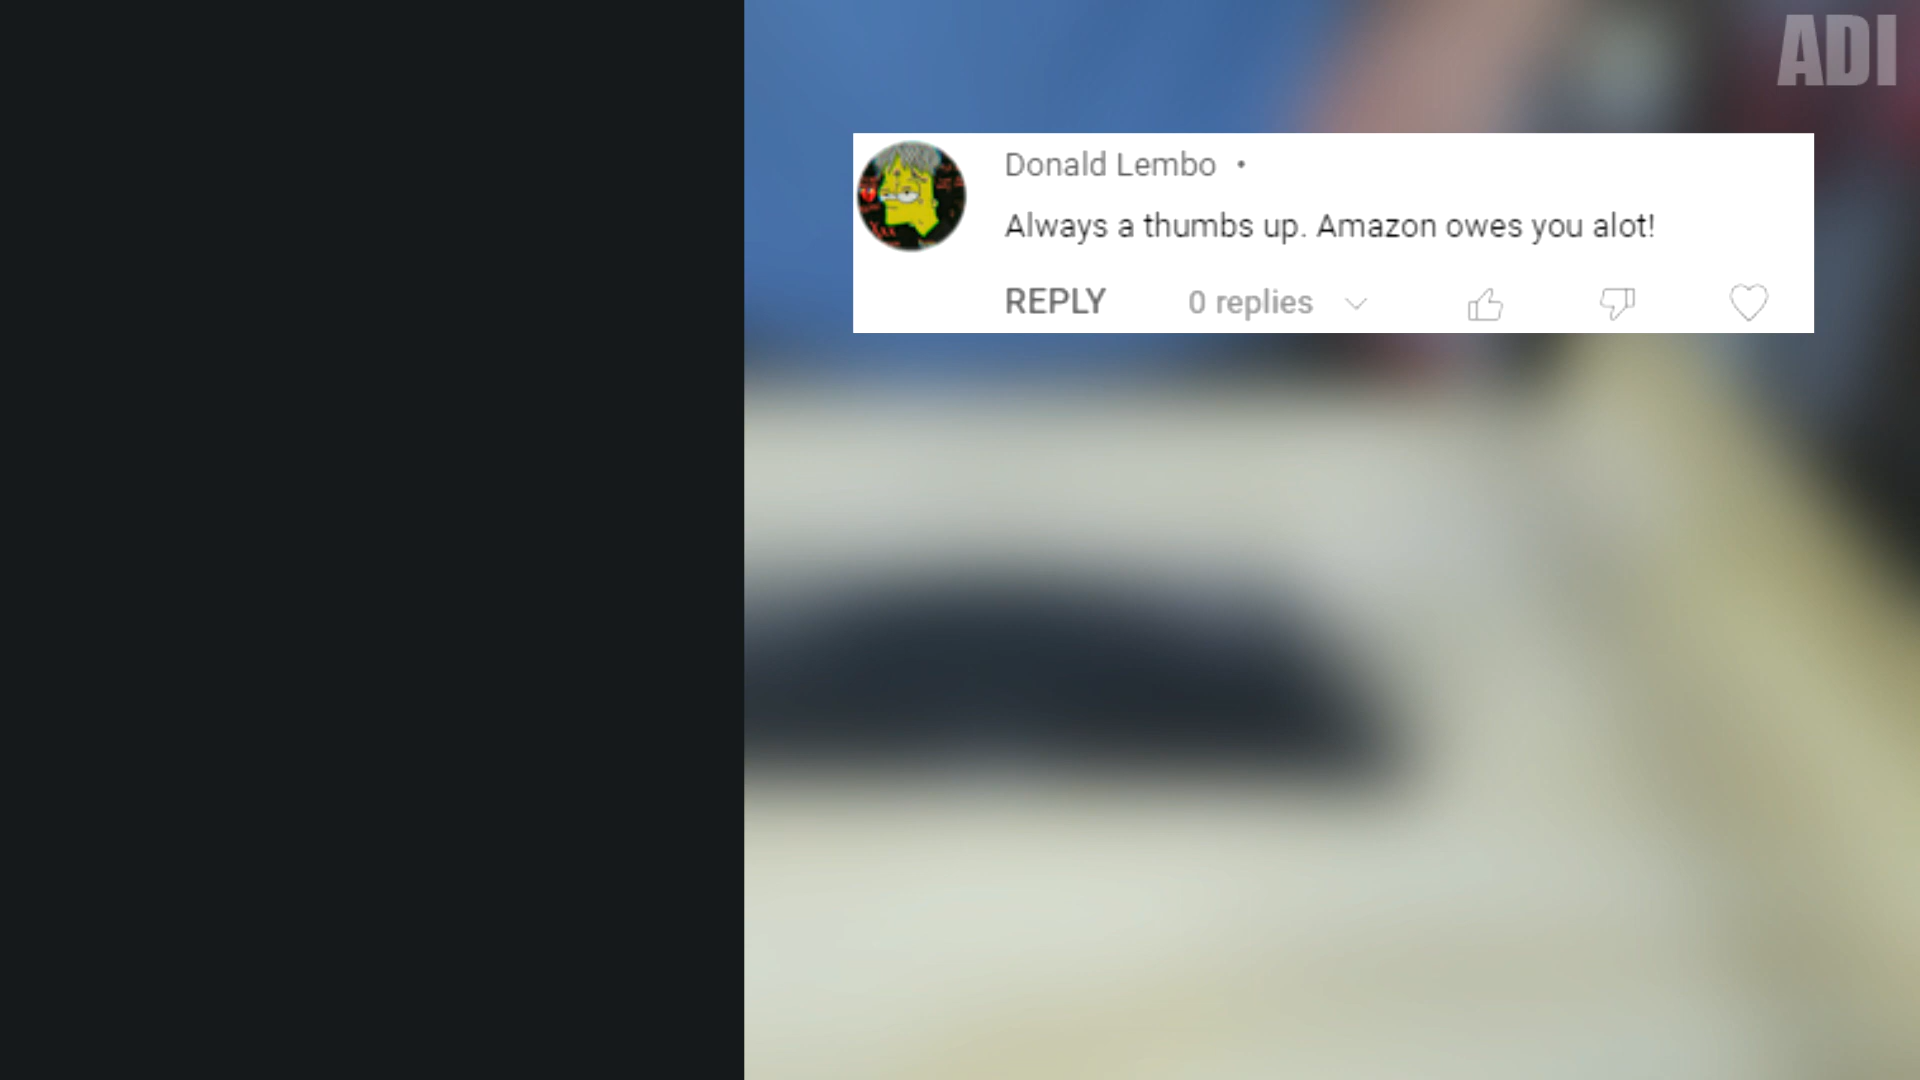 ADI
Donald Lembo •
Always a thumbs up. Amazon owes you alot!
REPLY 0 replies